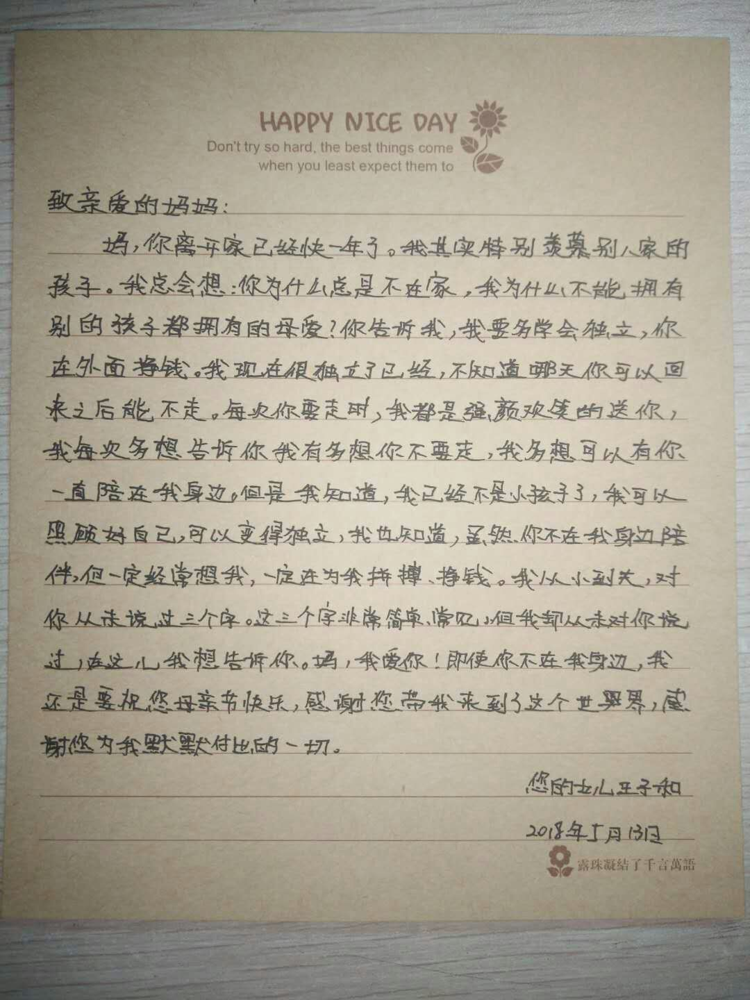 HAPPY NICE DAY
Don't try so hard, the best things come
when you least expect them to
致亲爱的妈妈:
妈,你离开家已经快一年了。我其实特别羡慕别人家的
孩子。我总会想:你为什么总是不在家,我为什么不能拥有
别的孩子都拥有的母爱?你告诉我,我要多学会独立,你
在外面挣钱。我现在很独立了已经,不知道哪天你可以回
来之后能不走。每次你要走时,我都是强颜欢笑的送你,
我每次多想告诉你我有多想你不要走,我多想可以有你
一直陪在我身边。但是我知道,我已经不是小孩子了,我可以
照顾好自己,可以变得独立,我也知道,虽然你不在我身边陪
伴,但一定经常想我,一定在为我拼搏、挣钱。我从小到大,对
你从未说过三个字。这三个字非常简单、常见,但我却从未对你说
过,在这儿我想告诉你。妈,我爱你!即使你不在我身边,我
还是要祝您母亲节快乐,感谢您带我来到了这个世界,感
谢您为我默默付出的一切。
您的女儿王子和
2018年5月13日
露珠凝结了千言萬語